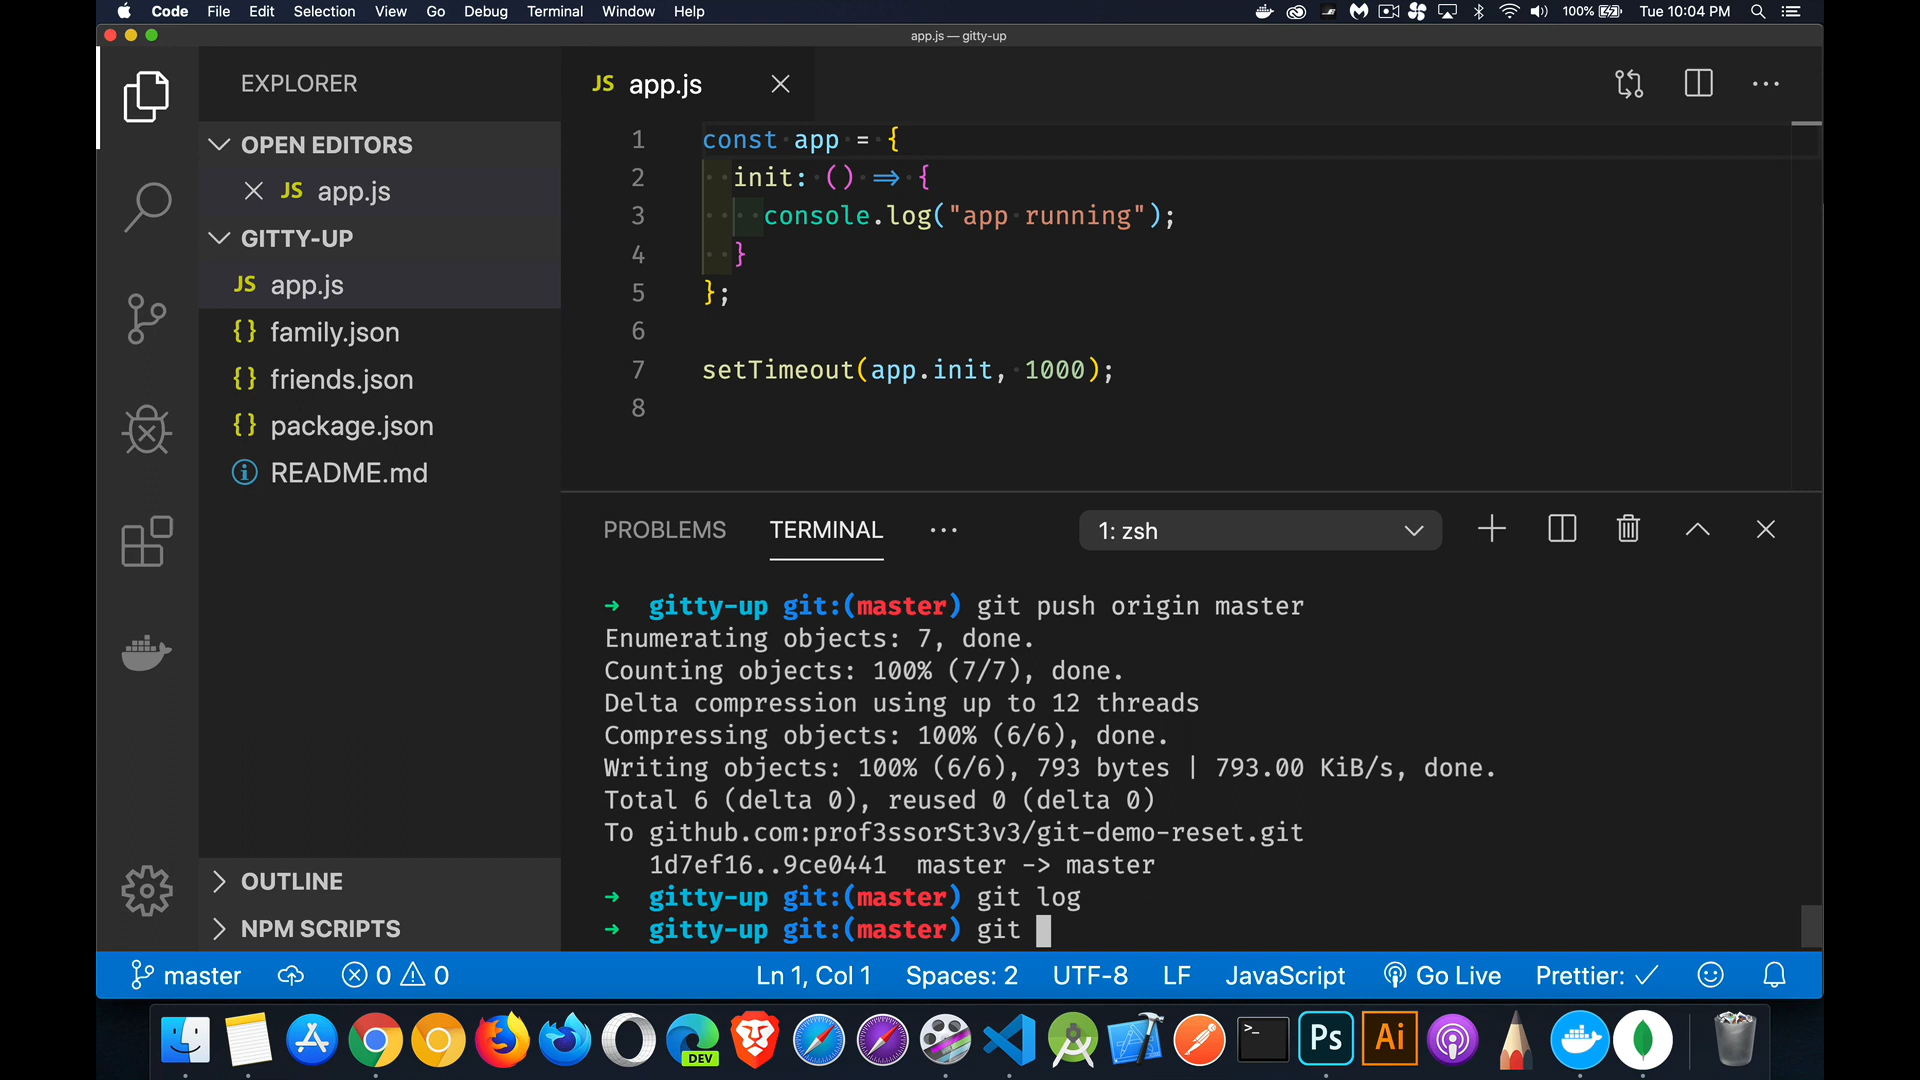 Code File Edit Selection View Go Debug Terminal Window Help 100% Tue 10:04 PM
app.js — gitty-up
EXPLORER
OPEN EDITORS
JS app.js
GITTY-UP
JS app.js
{} family.json
{} friends.json
{} package.json
README.md
OUTLINE
NPM SCRIPTS
JS app.js
1 const app = {
2 init: () => {
3 console.log("app running");
4 }
5 };
6
7 setTimeout(app.init, 1000);
8
PROBLEMS TERMINAL ... 1: zsh
→ gitty-up git:(master) git push origin master
Enumerating objects: 7, done.
Counting objects: 100% (7/7), done.
Delta compression using up to 12 threads
Compressing objects: 100% (6/6), done.
Writing objects: 100% (6/6), 793 bytes | 793.00 KiB/s, done.
Total 6 (delta 0), reused 0 (delta 0)
To github.com:prof3ssorSt3v3/git-demo-reset.git
1d7ef16..9ce0441 master -> master
→ gitty-up git:(master) git log
→ gitty-up git:(master) git
master 0 0 Ln 1, Col 1 Spaces: 2 UTF-8 LF JavaScript Go Live Prettier: ✓
DEV >_ Ps Ai